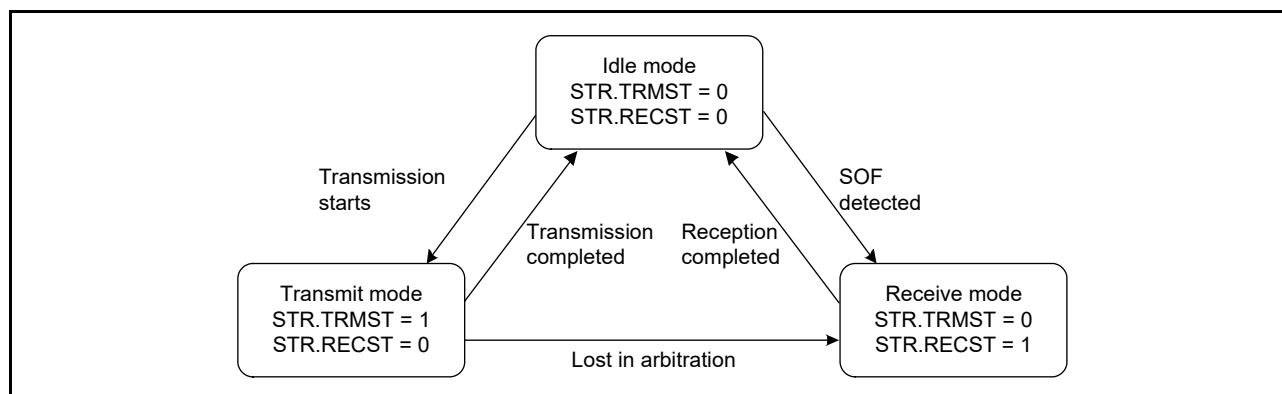 Idle mode
STR.TRMST = 0
STR.RECST = 0
Transmission
starts
SOF
detected
Transmission
completed
Reception
completed
Transmit mode
STR.TRMST = 1
STR.RECST = 0
Receive mode
STR.TRMST = 0
STR.RECST = 1
Lost in arbitration